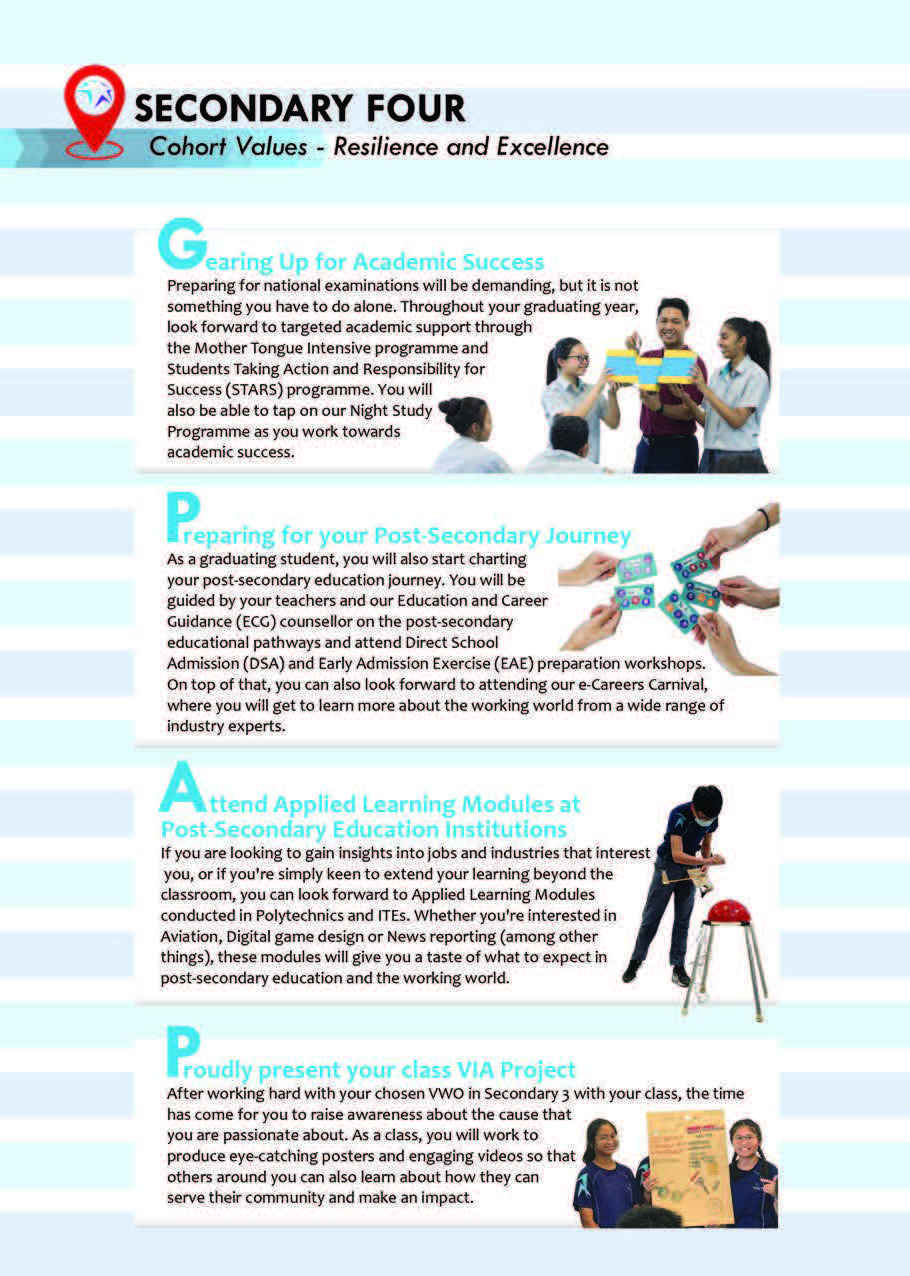 SECONDARY FOUR
Cohort Values - Resilience and Excellence
Gearing Up for Academic Success
Preparing for national examinations will be demanding, but it is not
something you have to do alone. Throughout your graduating year,
look forward to targeted academic support through
the Mother Tongue Intensive programme and
Students Taking Action and Responsibility for
Success (STARS) programme. You will
also be able to tap on our Night Study
Programme as you work towards
academic success.
Preparing for your Post-Secondary Journey
As a graduating student, you will also start charting
your post-secondary education journey. You will be
guided by your teachers and our Education and Career
Guidance (ECG) counsellor on the post-secondary
educational pathways and attend Direct School
Admission (DSA) and Early Admission Exercise (EAE) preparation workshops.
On top of that, you can also look forward to attending our e-Careers Carnival,
where you will get to learn more about the working world from a wide range of
industry experts.
Attend Applied Learning Modules at
Post-Secondary Education Institutions
If you are looking to gain insights into jobs and industries that interest
you, or if you're simply keen to extend your learning beyond the
classroom, you can look forward to Applied Learning Modules
conducted in Polytechnics and ITEs. Whether you're interested in
Aviation, Digital game design or News reporting (among other
things), these modules will give you a taste of what to expect in
post-secondary education and the working world.
Proudly present your class VIA Project
After working hard with your chosen VWO in Secondary 3 with your class, the time
has come for you to raise awareness about the cause that
you are passionate about. As a class, you will work to
produce eye-catching posters and engaging videos so that
others around you can also learn about how they can
serve their community and make an impact.